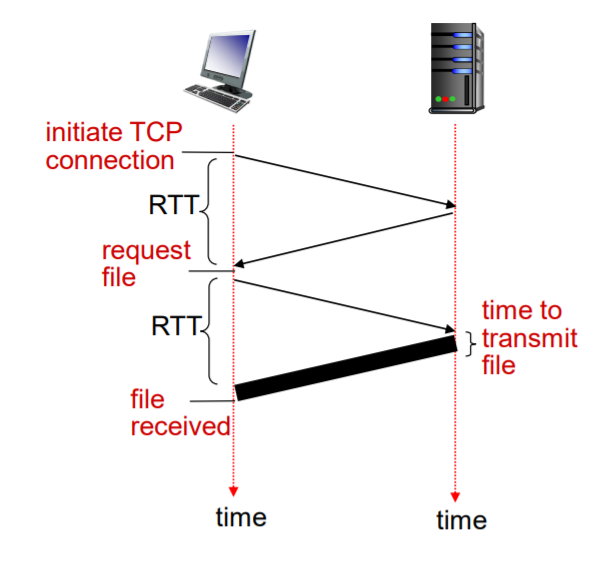 initiate TCP
connection
RTT
request
file
RTT
time to
transmit
file
file
received
time
time